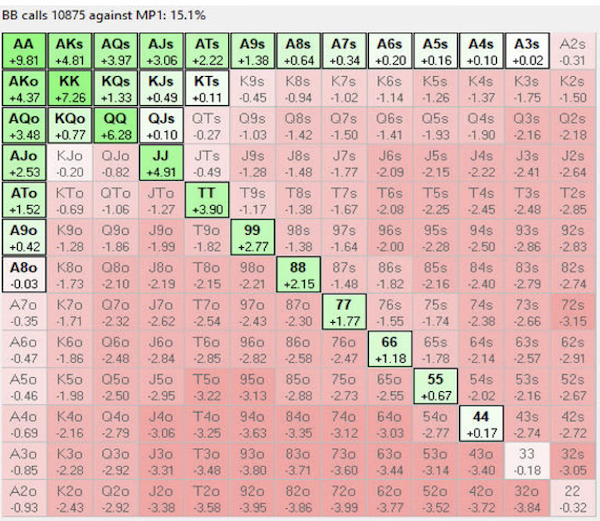 BB calls 10875 against MP1: 15.1%
AA AKs AQs AJs ATs A9s A8s A7s A6s A5s A4s A3s A2s
+9.81 +4.81 +3.97 +3.06 +2.22 +1.38 +0.64 +0.34 +0.20 +0.16 +0.10 +0.02 -0.31
AKo KK KQs KJs KTs K9s K8s K7s K6s K5s K4s K3s K2s
+4.37 +7.26 +1.33 +0.49 +0.11 -0.45 -0.94 -1.02 -1.14 -1.26 -1.37 -1.75 -1.50
AQo KQo QQ QJs QTs Q9s Q8s Q7s Q6s Q5s Q4s Q3s Q2s
+3.48 +0.77 +6.28 +0.10 -0.27 -1.03 -1.42 -1.50 -1.41 -1.93 -1.90 -2.16 -2.18
AJo KJo QJo JJ JTs J9s J8s J7s J6s J5s J4s J3s J2s
+2.53 -0.20 -0.82 +4.91 -0.49 -1.28 -1.48 -1.77 -2.09 -2.15 -2.22 -2.41 -2.64
ATo KTo QTo JTo TT T9s T8s T7s T6s T5s T4s T3s T2s
+1.52 -0.69 -1.06 -1.27 +3.90 -1.17 -1.38 -1.67 -2.08 -2.25 -2.45 -2.48 -2.85
A9o K9o Q9o J9o T9o 99 98s 97s 96s 95s 94s 93s 92s
+0.42 -1.28 -1.86 -1.99 -1.82 +2.77 -1.38 -1.64 -2.00 -2.28 -2.50 -2.86 -2.83
A8o K8o Q8o J8o T8o 98o 88 87s 86s 85s 84s 83s 82s
-0.03 -1.73 -2.10 -2.19 -2.15 -2.21 +2.15 -1.48 -1.82 -2.16 -2.40 -2.79 -2.74
A7o K7o Q7o J7o T7o 97o 87o 77 76s 75s 74s 73s 72s
-0.35 -1.71 -2.32 -2.62 -2.54 -2.43 -2.30 +1.77 -1.55 -1.74 -2.38 -2.66 -3.15
A6o K6o Q6o J6o T6o 96o 86o 76o 66 65s 64s 63s 62s
-0.47 -1.86 -2.48 -2.84 -2.85 -2.82 -2.58 -2.47 +1.18 -1.78 -2.14 -2.57 -2.91
A5o K5o Q5o J5o T5o 95o 85o 75o 65o 55 54s 53s 52s
-0.46 -1.98 -2.50 -2.95 -3.22 -3.13 -2.88 -2.73 -2.55 +0.67 -2.02 -2.16 -2.67
A4o K4o Q4o J4o T4o 94o 84o 74o 64o 54o 44 43s 42s
-0.69 -2.16 -2.79 -3.06 -3.25 -3.63 -3.35 -3.12 -3.03 -2.77 +0.17 -2.74 -2.72
A3o K3o Q3o J3o T3o 93o 83o 73o 63o 53o 43o 33 32s
-0.85 -2.28 -2.92 -3.31 -3.48 -3.80 -3.71 -3.60 -3.44 -3.14 -3.40 -0.18 -3.05
A2o K2o Q2o J2o T2o 92o 82o 72o 62o 52o 42o 32o 22
-0.93 -2.43 -2.92 -3.38 -3.58 -3.95 -3.86 -3.99 -3.77 -3.52 -3.72 -3.84 -0.32